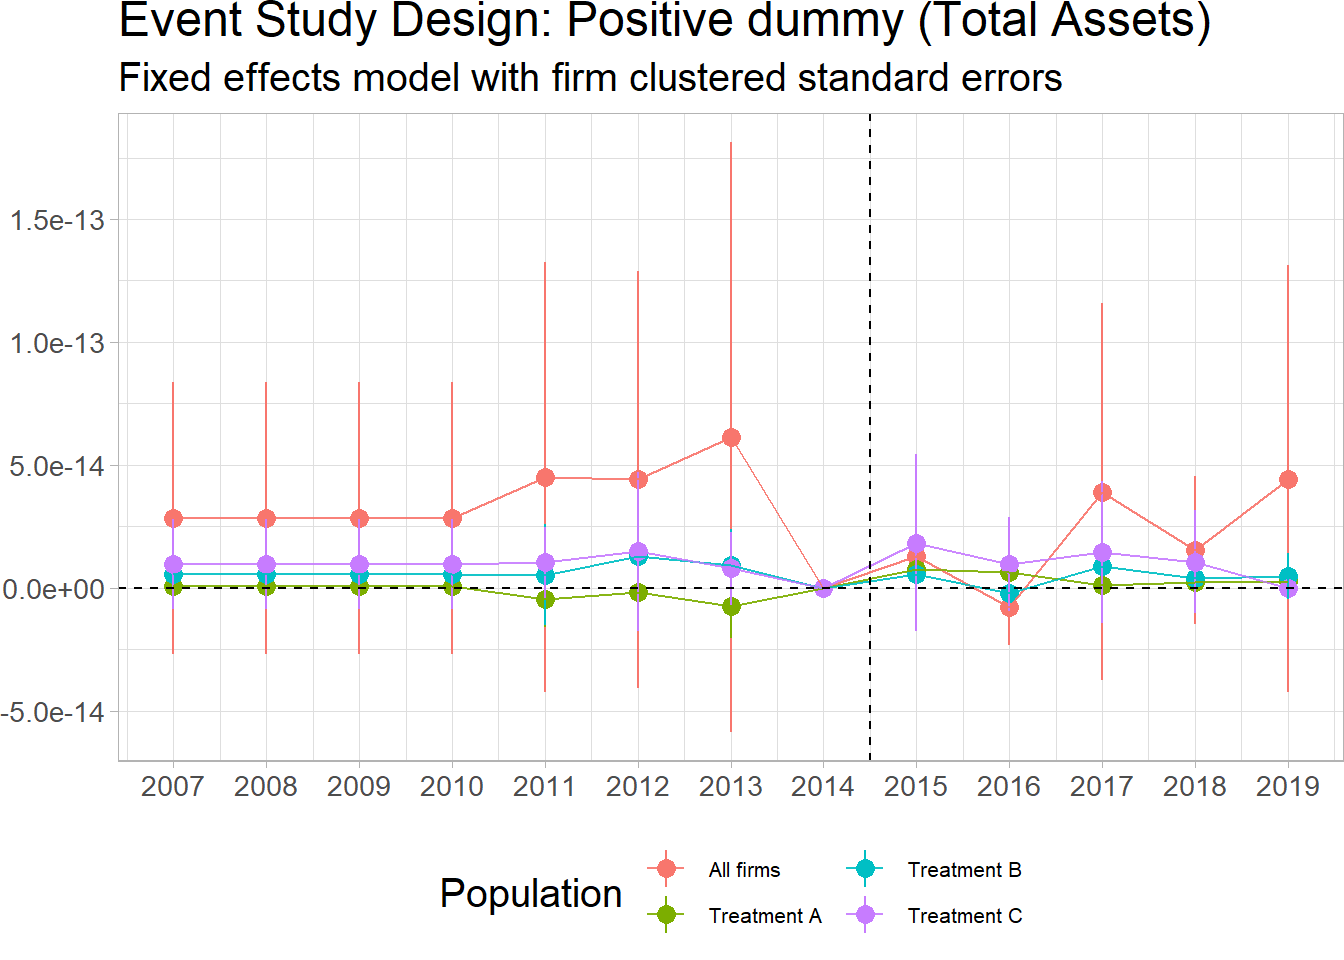 Event Study Design: Positive dummy (Total Assets)
Fixed effects model with firm clustered standard errors
1.5e-13
1.0e-13
5.0e-14
0.0e+00
-5.0e-14
2007 2008 2009 2010 2011 2012 2013 2014 2015 2016 2017 2018 2019
Population
All firms
Treatment A
Treatment B
Treatment C